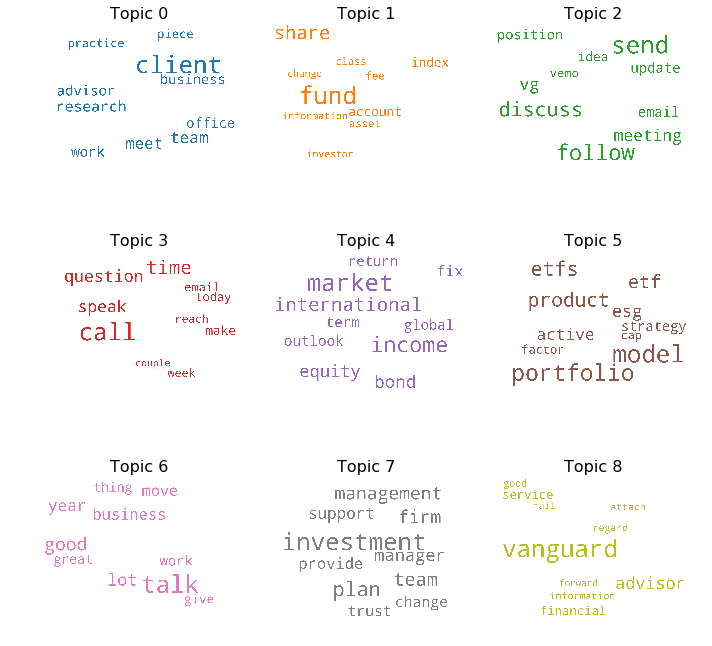 Topic 0
piece
practice
client
business
advisor
research
office
team
meet
work
Topic 1
share
class
index
change
fee
fund
information
account
asset
investor
Topic 2
position
send
idea
update
vemo
vg
discuss
email
meeting
follow
Topic 3
time
question
email
today
speak
reach
call
make
couple
week
Topic 4
return
fix
market
international
term
global
outlook
income
equity
bond
Topic 5
etfs
etf
product
esg
strategy
active
cap
factor
model
portfolio
Topic 6
thing
move
year
business
good
great
work
lot
talk
give
Topic 7
management
support
firm
investment
manager
provide
team
plan
change
trust
Topic 8
good
service
attach
regard
vanguard
forward
advisor
information
financial